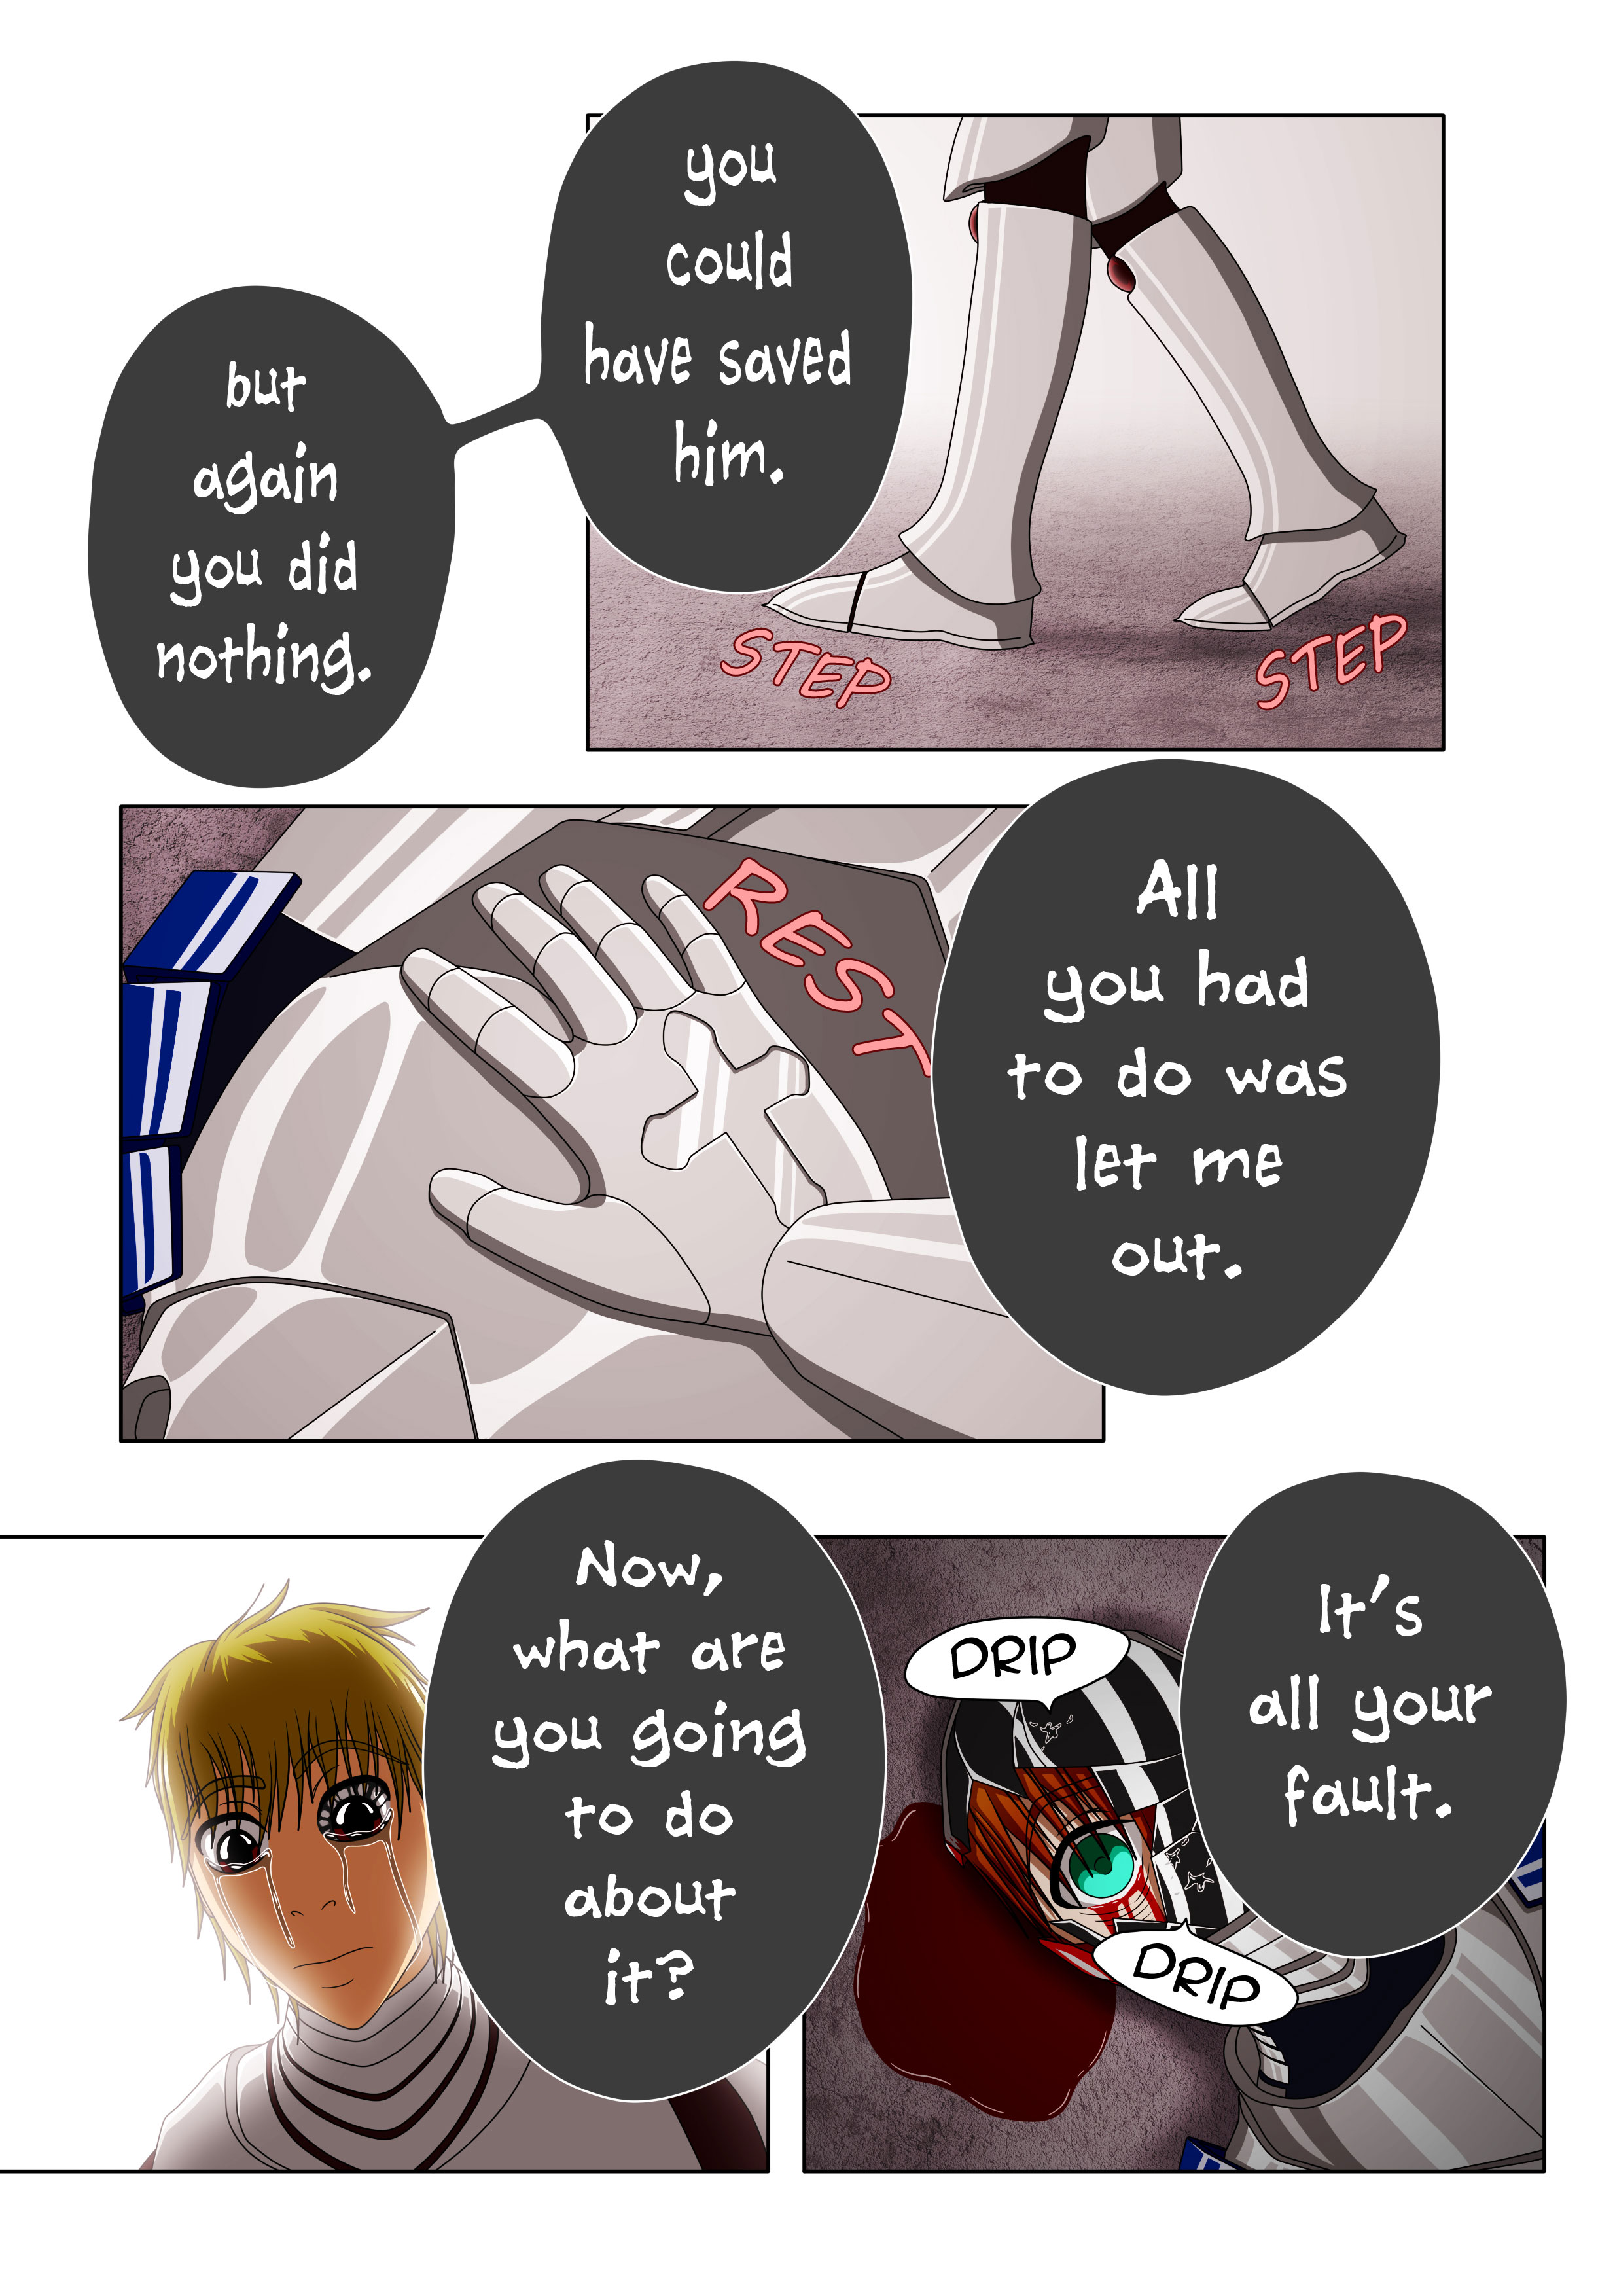 you
could
have saved
him.
but
again
you did
nothing.
STEP
STEP
All
you had
to do was
let me
out.
REST
It's
all your
fault.
DRIP
DRIP
Now,
what are
you going
to do
about
it?